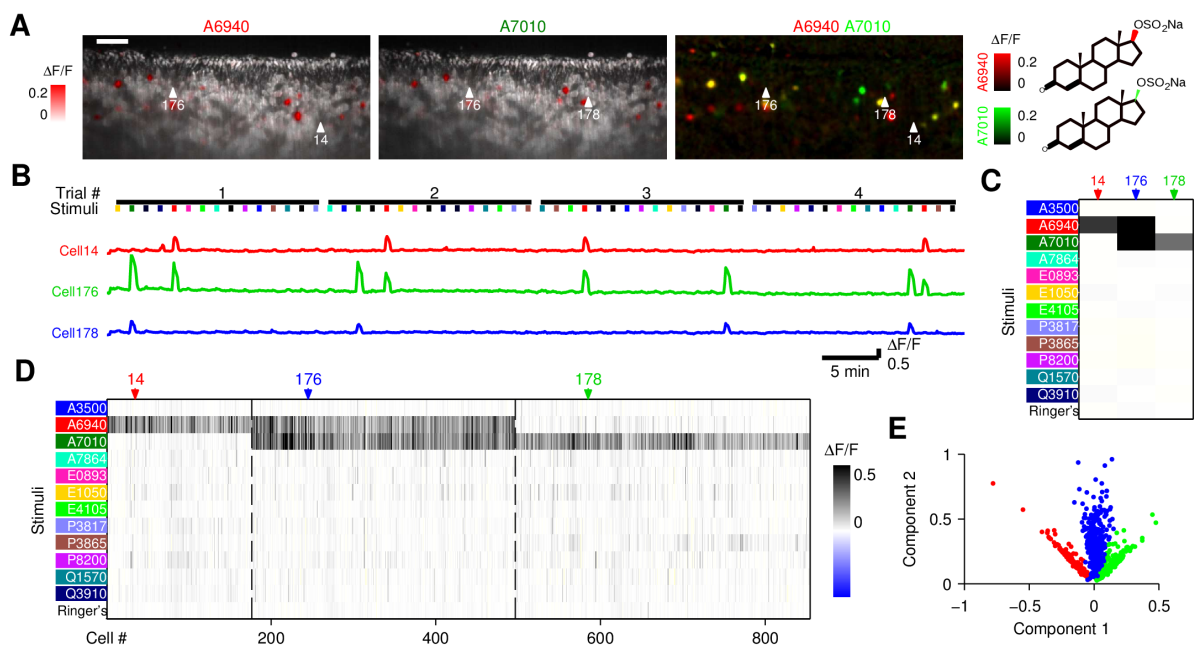 A
A6940
A7010
A6940 A7010
ΔF/F
0.2
0
176
14
176
178
176
178
14
ΔF/F
A6940
0.2
0
A7010
0.2
0
OSO2Na
O
OSO2Na
O
B
Trial #
1
2
3
4
Stimuli
Cell14
Cell176
Cell178
ΔF/F
0.5
5 min
C
14
176
178
Stimuli
A3500
A6940
A7010
A7864
E0893
E1050
E4105
P3817
P3865
P8200
Q1570
Q3910
Ringer's
D
14
176
178
Stimuli
A3500
A6940
A7010
A7864
E0893
E1050
E4105
P3817
P3865
P8200
Q1570
Q3910
Ringer's
Cell #
200
400
600
800
ΔF/F
0.5
0
E
Component 2
1
0.5
0
−1
−0.5
0
0.5
Component 1